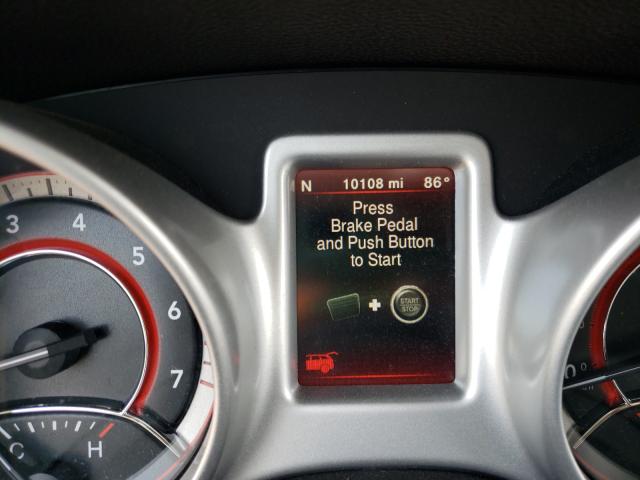 N 10108 mi 86°
Press
Brake Pedal
and Push Button
to Start
START
STOP
3 4 5 6 7
C H